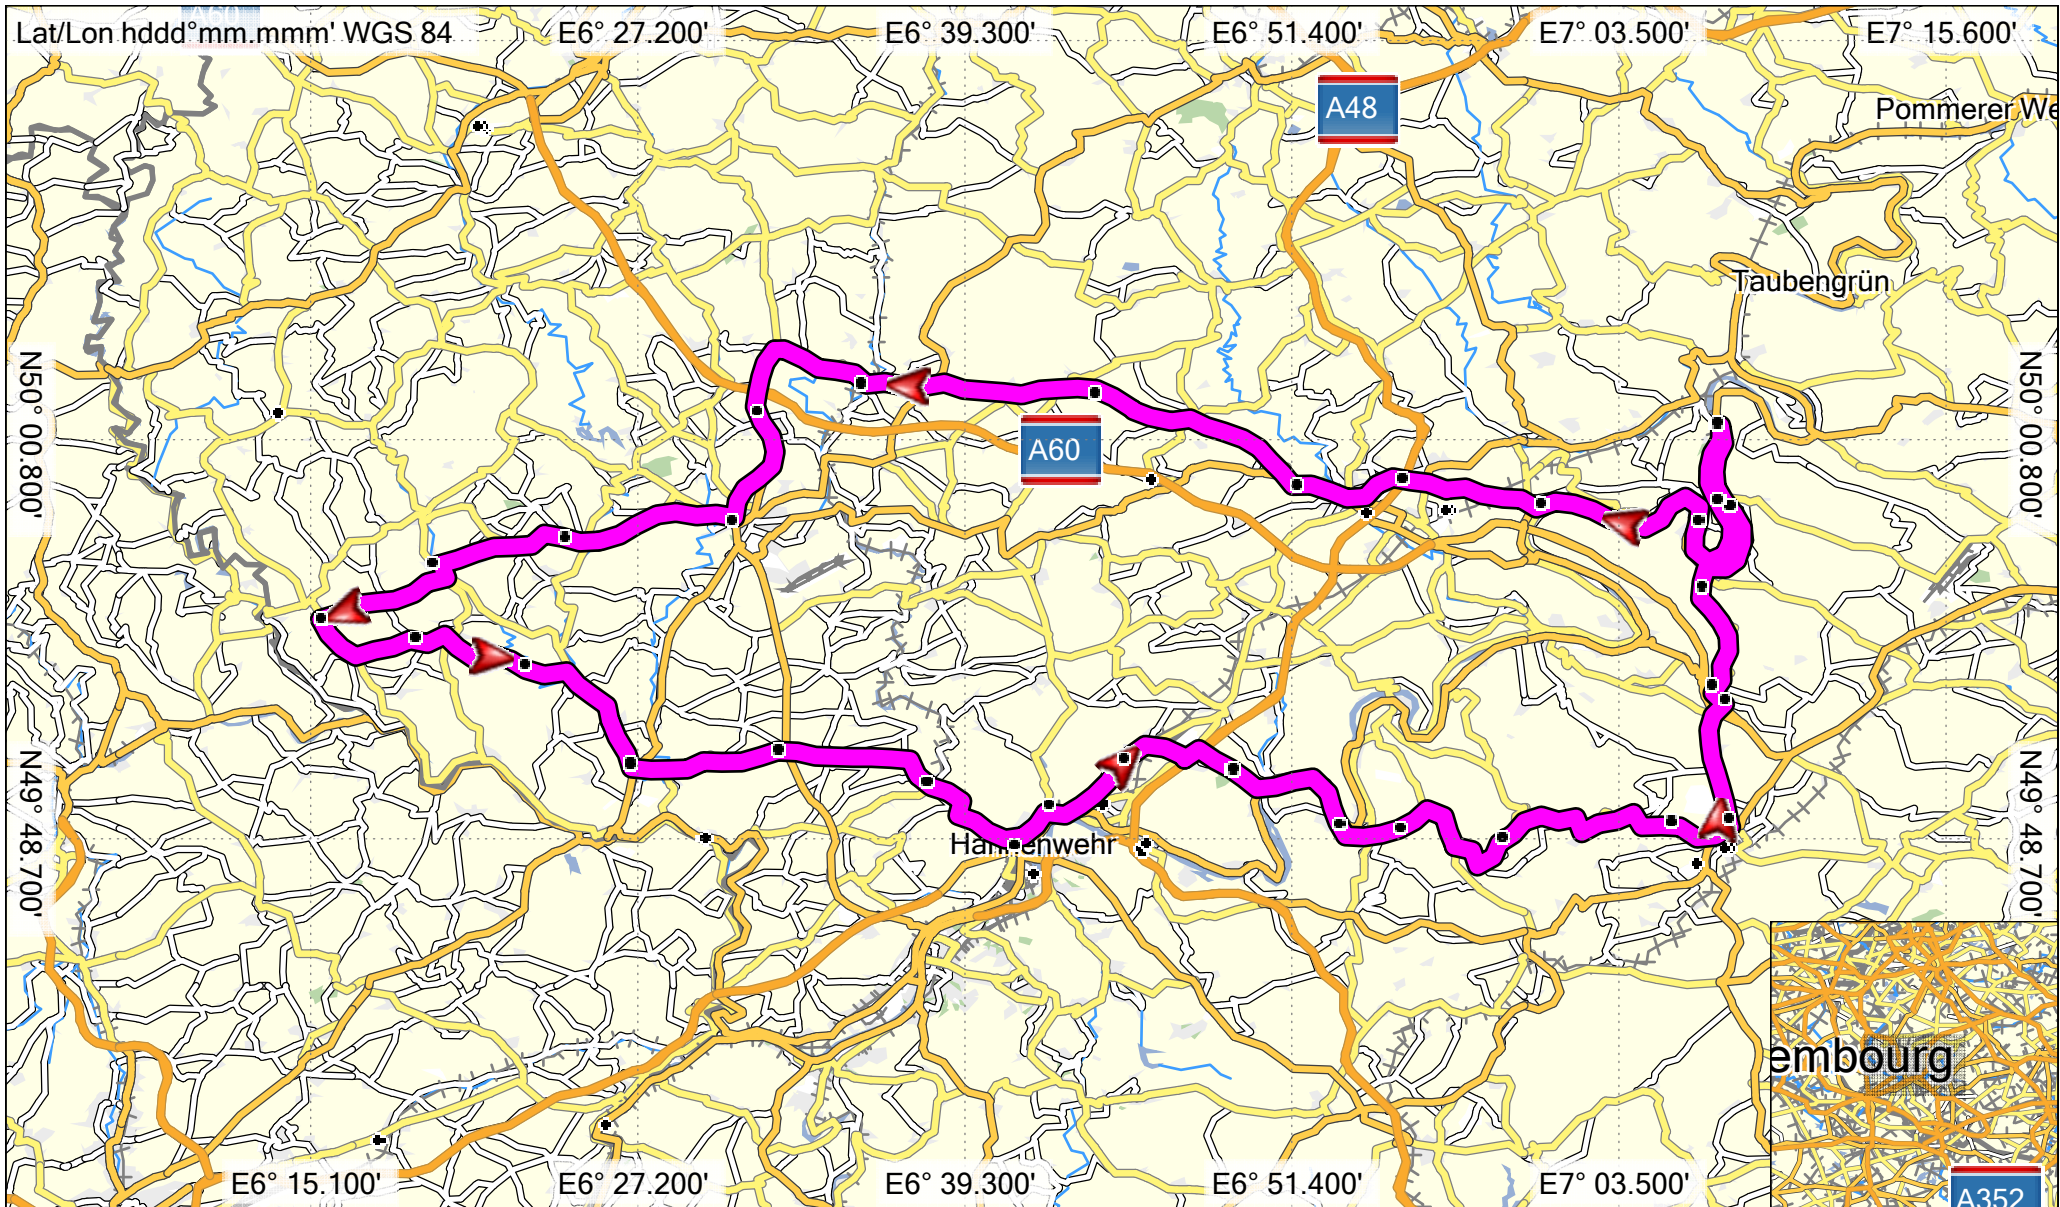 A60
Lat/Lon hddd°mm.mmm' WGS 84
E6° 27.200'
E6° 39.300'
E6° 51.400'
E7° 03.500'
E7° 15.600'
A48
Pommerer We
Taubengrün
N50° 00.800'
N50° 00.800'
A60
N49° 48.700'
N49° 48.700'
embourg
E6° 15.100'
E6° 27.200'
E6° 39.300'
E6° 51.400'
E7° 03.500'
A352